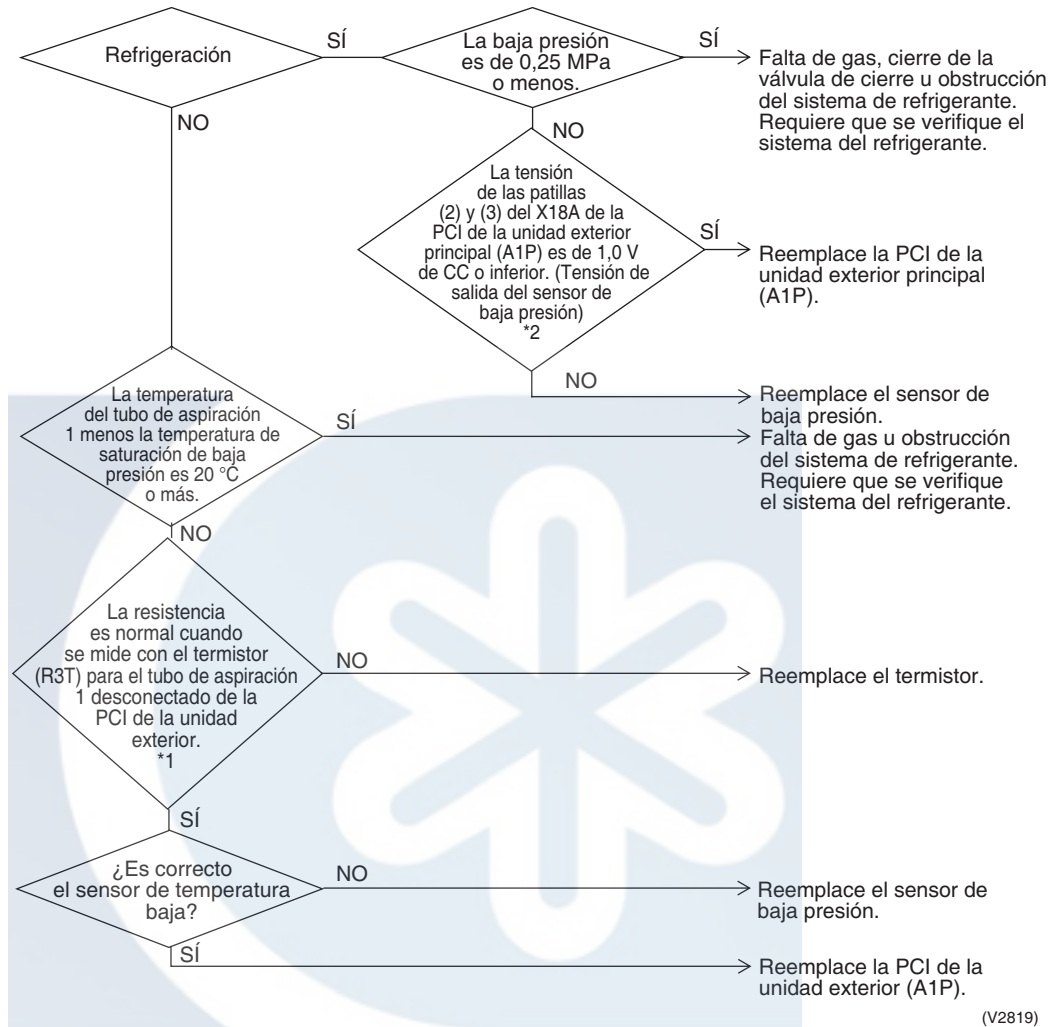 Refrigeración
SÍ
La baja presión
es de 0,25 MPa
o menos.
SÍ
Falta de gas, cierre de la
válvula de cierre u obstrucción
del sistema de refrigerante.
Requiere que se verifique el
sistema del refrigerante.
NO
NO
La tensión
de las patillas
(2) y (3) del X18A de la
PCI de la unidad exterior
principal (A1P) es de 1,0 V
de CC o inferior. (Tensión de
salida del sensor de
baja presión)
*2
SÍ
Reemplace la PCI de la
unidad exterior principal
(A1P).
NO
Reemplace el sensor de
baja presión.
La temperatura
del tubo de aspiración
1 menos la temperatura de
saturación de baja
presión es 20 °C
o más.
SÍ
Falta de gas u obstrucción
del sistema de refrigerante.
Requiere que se verifique
el sistema del refrigerante.
NO
La resistencia
es normal cuando
se mide con el termistor
(R3T) para el tubo de aspiración
1 desconectado de la
PCI de la unidad
exterior.
*1
NO
Reemplace el termistor.
SÍ
¿Es correcto
el sensor de temperatura
baja?
NO
Reemplace el sensor de
baja presión.
SÍ
Reemplace la PCI de la
unidad exterior (A1P).
(V2819)